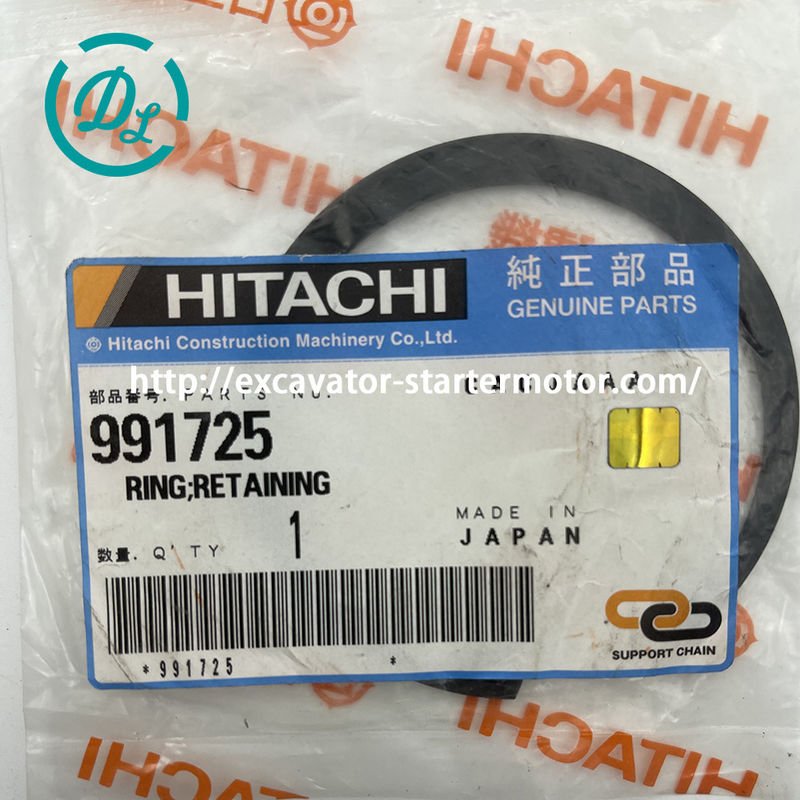 DL
HITACHI
HITACHI
HITACHI
HITACHI
純正部品
GENUINE PARTS
Hitachi Construction Machinery Co.,Ltd.
http://excavator-startermotor.com/
部品番号. PARTS NO.
991725
RING;RETAINING
MADE IN
JAPAN
数量. Q'TY 1
*991725 *
SUPPORT CHAIN
HITACHI
HITACHI